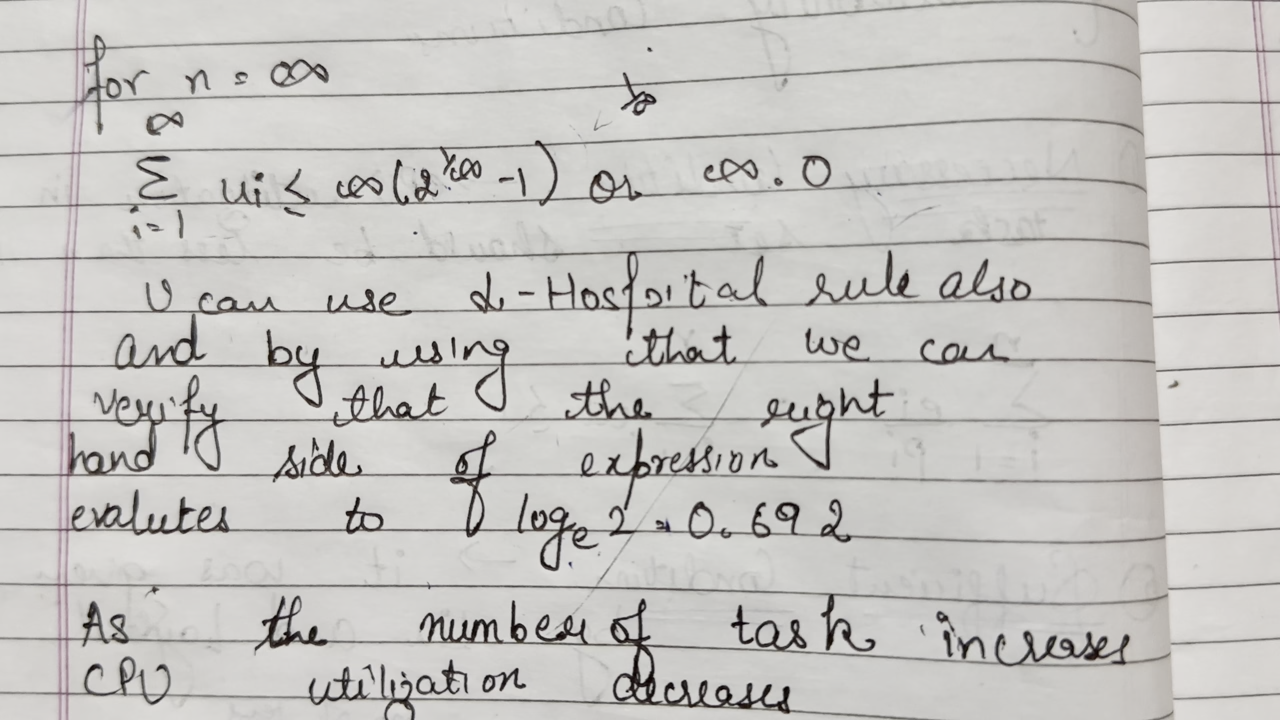 for n = ∞
∞
Σ ui ≤ ∞(2^1/∞ -1) or ∞.0
i=1
U can use L-Hospital rule also
and by using that we can
verify that the right
hand side of expression
evalutes to log_e 2 = 0.692
As the number of task increases
CPU utilization decreases